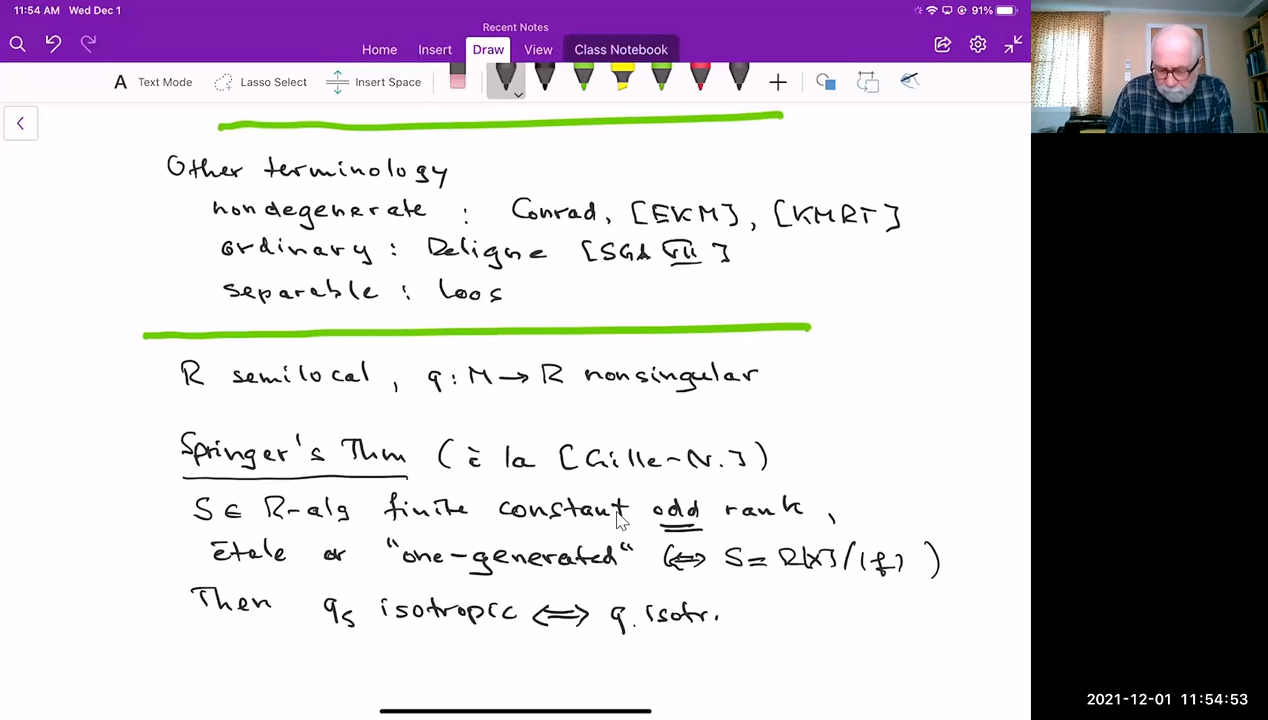 11:54 AM Wed Dec 1
91%
Recent Notes
Home Insert Draw View Class Notebook
Text Mode Lasso Select Insert Space
Other terminology
nondegenerate : Conrad, [EKM], [KMRT]
ordinary : Deligne [SGA VII]
separable : Loos
R semilocal, q : M → R nonsingular
Springer's Thm (à la [Gille-N.])
S ∈ R-alg finite constant odd rank,
étale or "one-generated" (⇔ S = R[X]/(f))
Then qs isotropic ⇔ q isotr.
2021-12-01 11:54:53